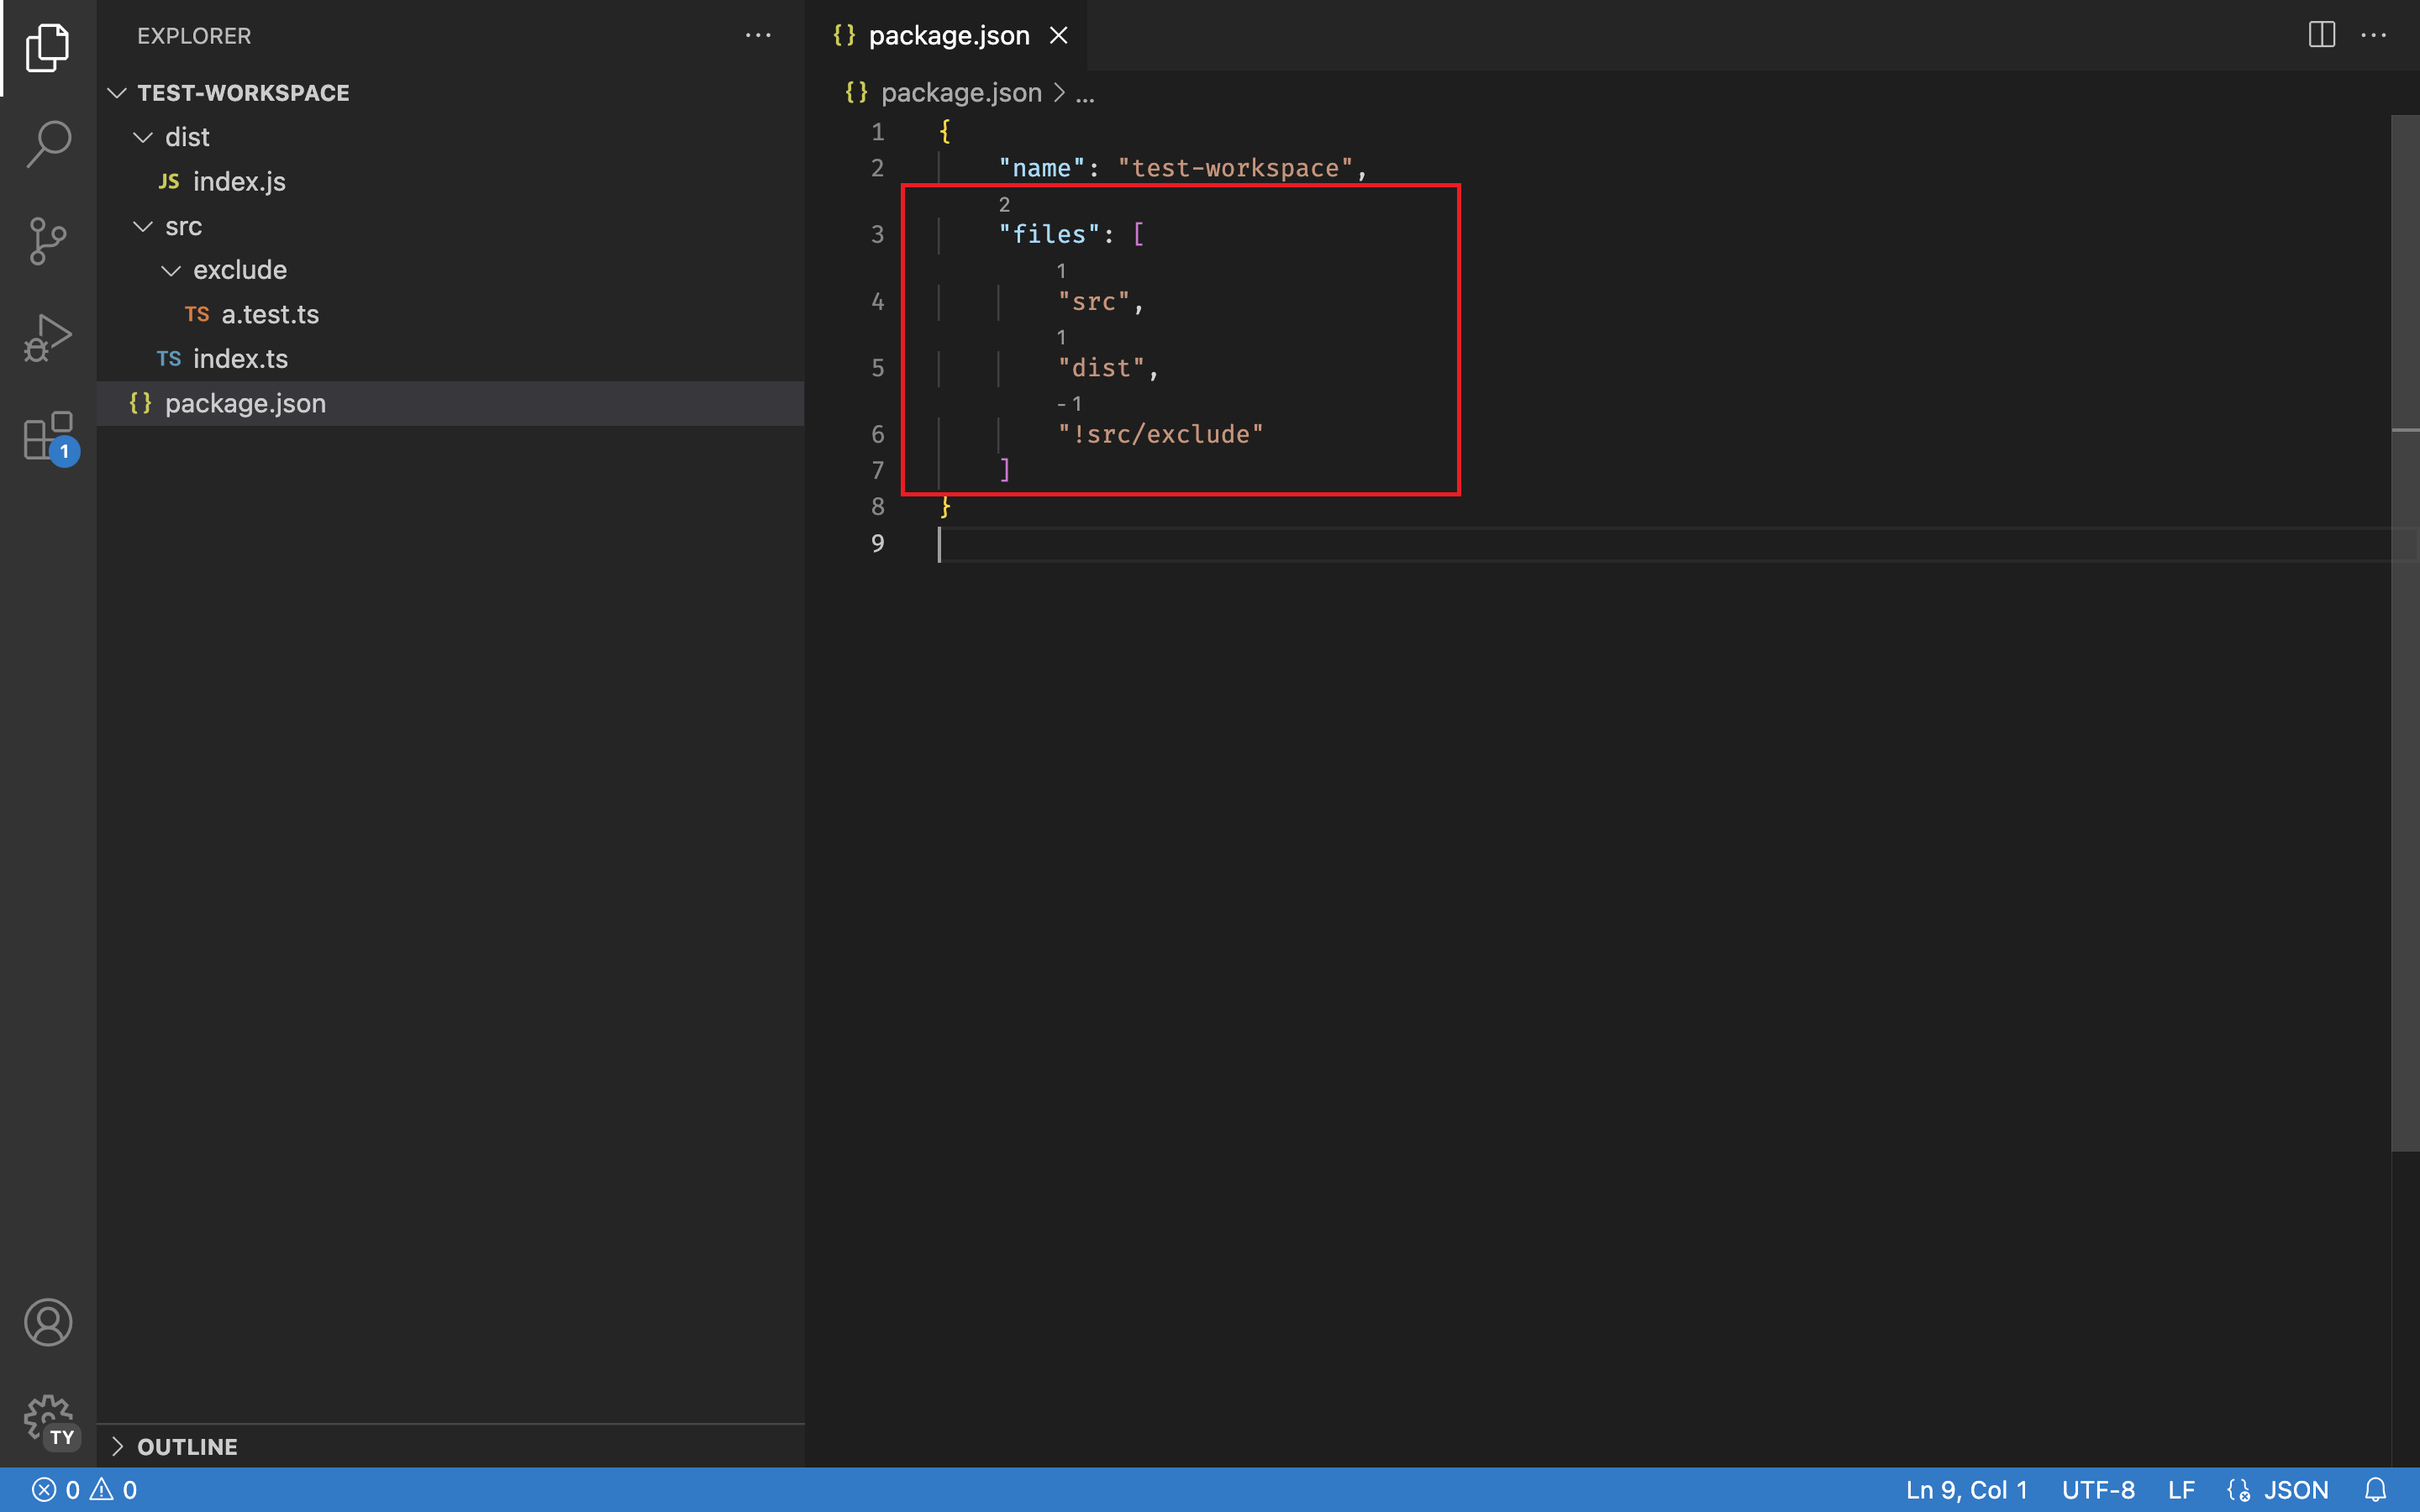 EXPLORER
TEST-WORKSPACE
dist
JS index.js
src
exclude
TS a.test.ts
TS index.ts
{} package.json
1
TY
OUTLINE
{} package.json
{} package.json > ...
1 {
2 "name": "test-workspace",
2
3 "files": [
1
4 "src",
1
5 "dist",
-1
6 "!src/exclude"
7 ]
8 }
9
0 0
Ln 9, Col 1 UTF-8 LF JSON